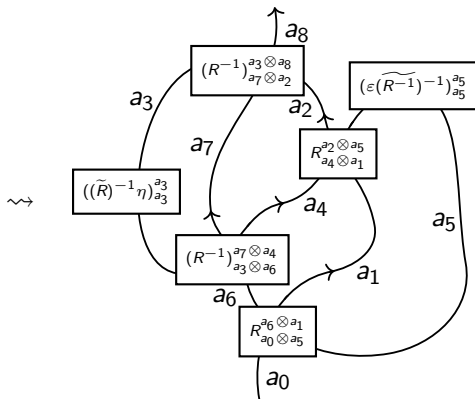 a₈
(R⁻¹)^{a₃⊗a₈}_{a₇⊗a₂}
(ε(\widetilde{R⁻¹})⁻¹)^{a₅}_{a₅}
a₃
a₂
a₇
R^{a₂⊗a₅}_{a₄⊗a₁}
⇝
((\widetilde{R})⁻¹η)^{a₃}_{a₃}
a₄
a₅
(R⁻¹)^{a₇⊗a₄}_{a₃⊗a₆}
a₁
a₆
R^{a₆⊗a₁}_{a₀⊗a₅}
a₀